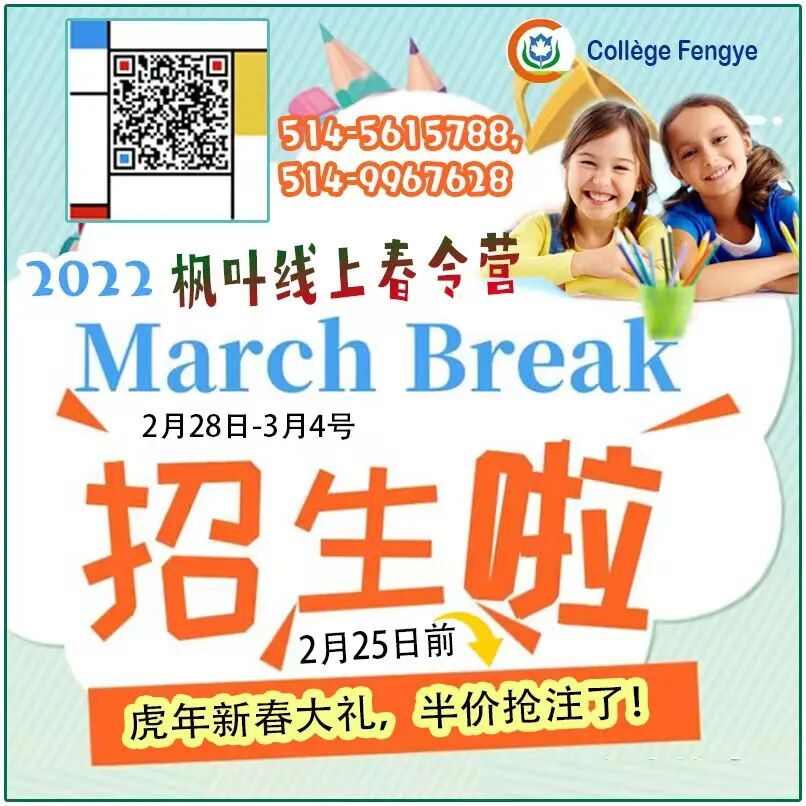 Collège Fengye
514-5615788,
514-9967628
2022 枫叶线上春令营
March Break
2月28日-3月4号
招生啦
2月25日前
虎年新春大礼，半价抢注了！